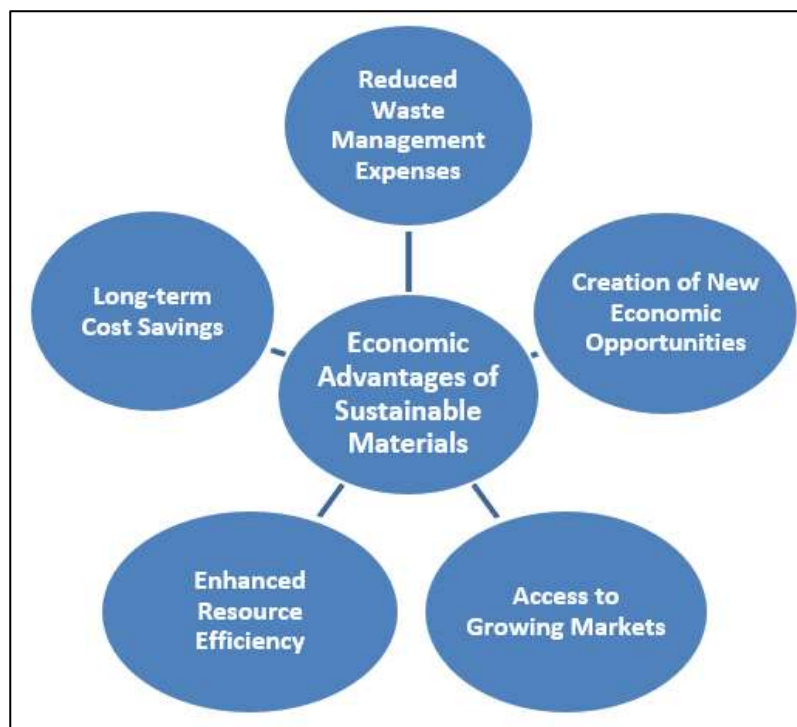 Reduced
Waste
Management
Expenses
Long-term
Cost Savings
Creation of New
Economic
Opportunities
Economic
Advantages of
Sustainable
Materials
Enhanced
Resource
Efficiency
Access to
Growing Markets